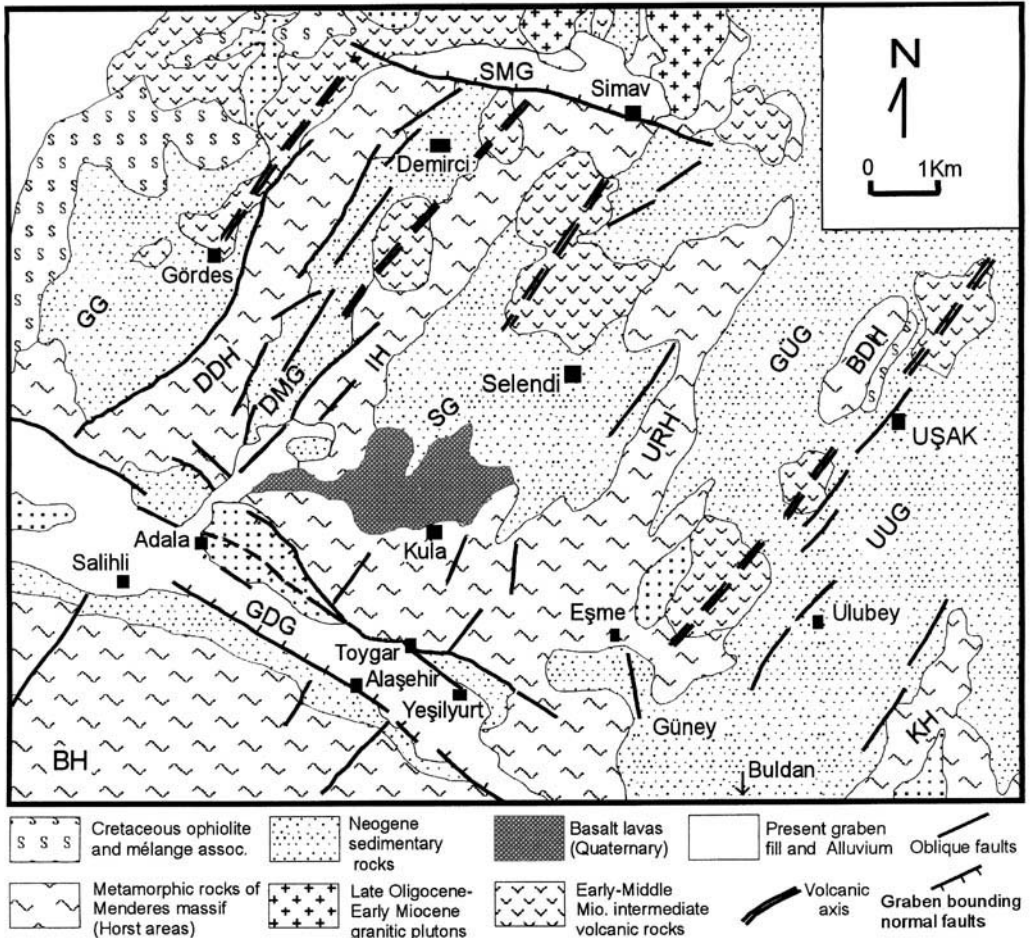 N
0 1Km
SMG
Simav
Demirci
Gördes
GG
DDH
DMG
IH
SG
Selendi
URH
GÜG
BDH
UŞAK
UUG
Adala
Salihli
Kula
GDG
Toygar
Alaşehir
Yeşilyurt
Eşme
Ulubey
Güney
KH
BH
Buldan
S S S
Cretaceous ophiolite
and mélange assoc.
Neogene
sedimentary
rocks
Basalt lavas
(Quaternary)
Present graben
fill and Alluvium
Oblique faults
Metamorphic rocks of
Menderes massif
(Horst areas)
Late Oligocene-
Early Miocene
granitic plutons
Early-Middle
Mio. intermediate
volcanic rocks
Volcanic
axis
Graben bounding
normal faults